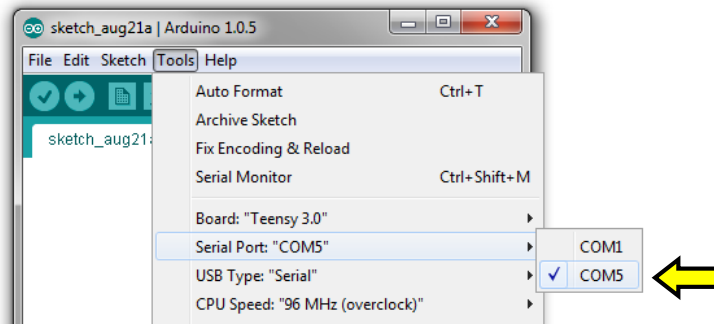 sketch_aug21a | Arduino 1.0.5
File Edit Sketch Tools Help
Auto Format Ctrl+T
Archive Sketch
sketch_aug21a
Fix Encoding & Reload
Serial Monitor Ctrl+Shift+M
Board: "Teensy 3.0"
Serial Port: "COM5" COM1
USB Type: "Serial" COM5
CPU Speed: "96 MHz (overclock)"